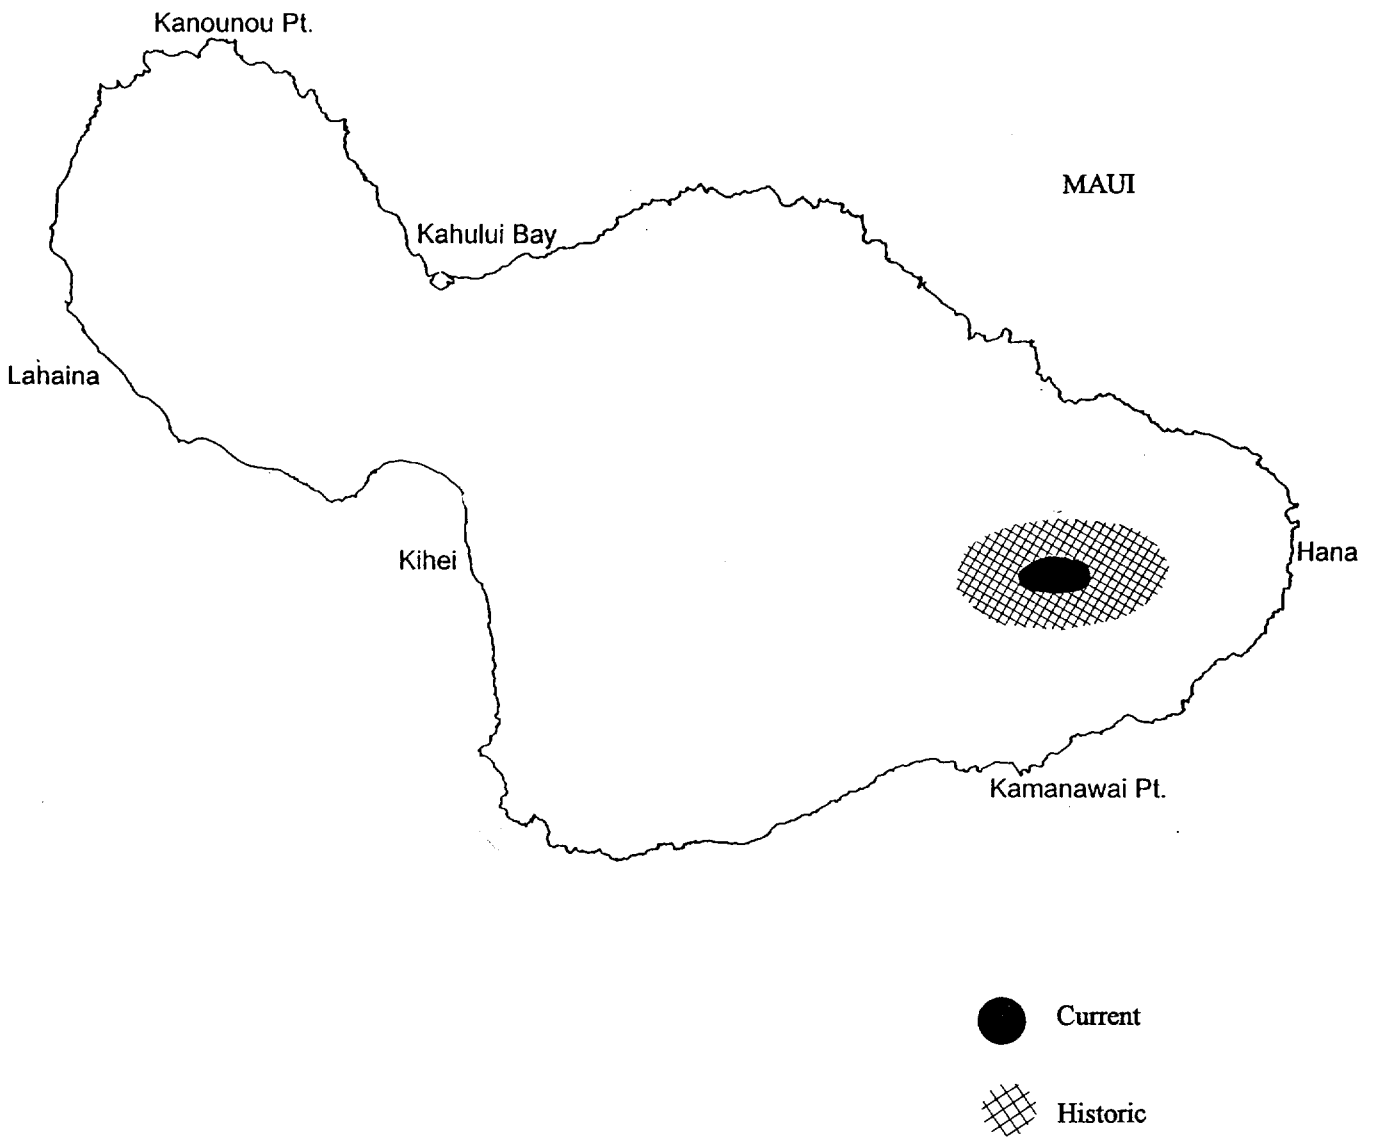 Kanounou Pt.
MAUI
Kahului Bay
Lahaina
Kihei
Hana
Kamanawai Pt.
Current
Historic